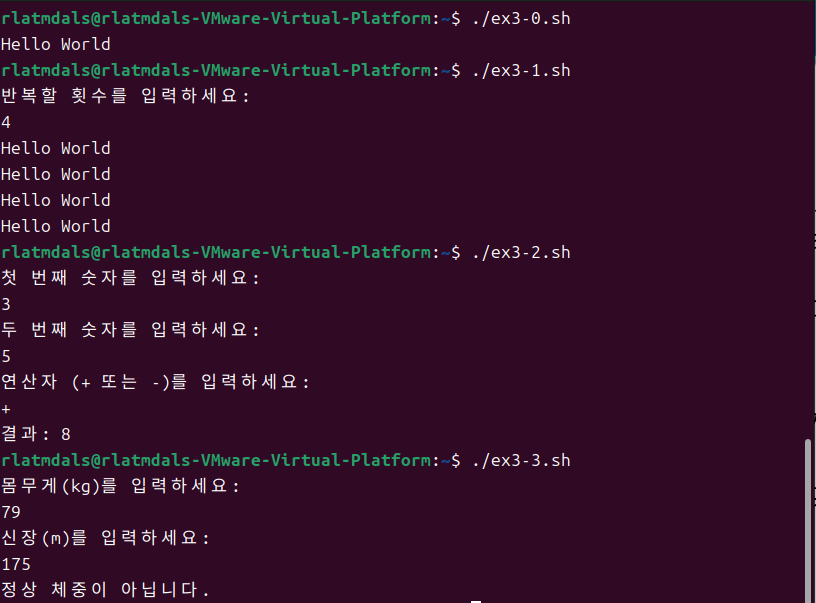 rlatmdals@rlatmdals-VMware-Virtual-Platform:~$ ./ex3-0.sh
Hello World
rlatmdals@rlatmdals-VMware-Virtual-Platform:~$ ./ex3-1.sh
반복할 횟수를 입력하세요:
4
Hello World
Hello World
Hello World
Hello World
rlatmdals@rlatmdals-VMware-Virtual-Platform:~$ ./ex3-2.sh
첫 번째 숫자를 입력하세요:
3
두 번째 숫자를 입력하세요:
5
연산자 (+ 또는 -)를 입력하세요:
+
결과: 8
rlatmdals@rlatmdals-VMware-Virtual-Platform:~$ ./ex3-3.sh
몸무게(kg)를 입력하세요:
79
신장(m)를 입력하세요:
175
정상 체중이 아닙니다.